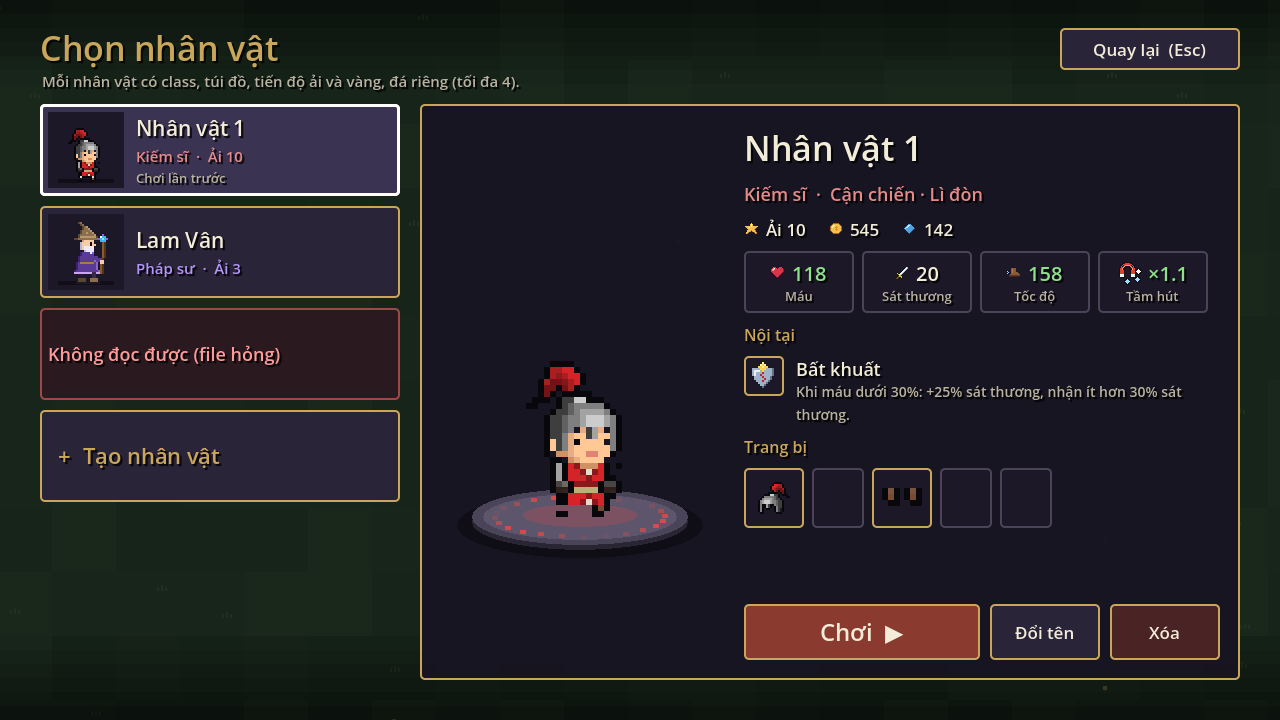 Chọn nhân vật
Mỗi nhân vật có class, túi đồ, tiến độ ải và vàng, đá riêng (tối đa 4).
Quay lại (Esc)
Nhân vật 1
Kiếm sĩ · Ải 10
Chơi lần trước
Lam Vân
Pháp sư · Ải 3
Không đọc được (file hỏng)
+ Tạo nhân vật
Nhân vật 1
Kiếm sĩ · Cận chiến · Lì đòn
Ải 10 545 142
118 20 158 ×1.1
Máu Sát thương Tốc độ Tầm hút
Nội tại
Bất khuất
Khi máu dưới 30%: +25% sát thương, nhận ít hơn 30% sát
thương.
Trang bị
Chơi ▶ Đổi tên Xóa